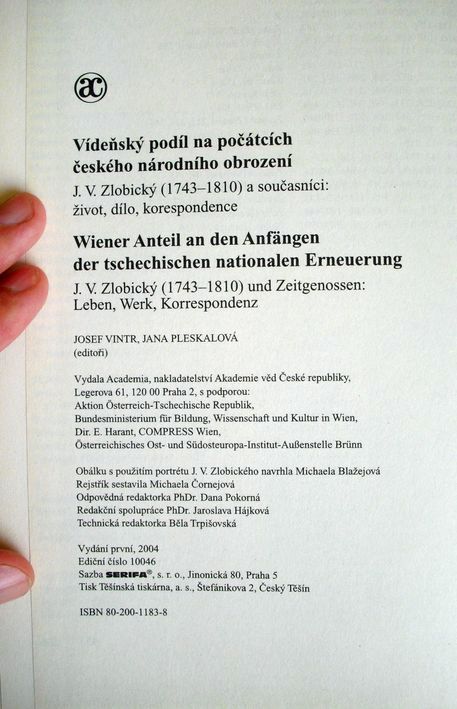 ac
Vídeňský podíl na počátcích
českého národního obrození
J. V. Zlobický (1743–1810) a současníci:
život, dílo, korespondence
Wiener Anteil an den Anfängen
der tschechischen nationalen Erneuerung
J. V. Zlobický (1743–1810) und Zeitgenossen:
Leben, Werk, Korrespondenz
JOSEF VINTR, JANA PLESKALOVÁ
(editoři)
Vydala Academia, nakladatelství Akademie věd České republiky,
Legerova 61, 120 00 Praha 2, s podporou:
Aktion Österreich-Tschechische Republik,
Bundesministerium für Bildung, Wissenschaft und Kultur in Wien,
Dir. E. Harant, COMPRESS Wien,
Österreichisches Ost- und Südosteuropa-Institut-Außenstelle Brünn
Obálku s použitím portrétu J. V. Zlobického navrhla Michaela Blažejová
Rejstřík sestavila Michaela Čornejová
Odpovědná redaktorka PhDr. Dana Pokorná
Redakční spolupráce PhDr. Jaroslava Hájková
Technická redaktorka Běla Trpišovská
Vydání první, 2004
Ediční číslo 10046
Sazba SERIFA®, s. r. o., Jinonická 80, Praha 5
Tisk Těšínská tiskárna, a. s., Štefánikova 2, Český Těšín
ISBN 80-200-1183-8